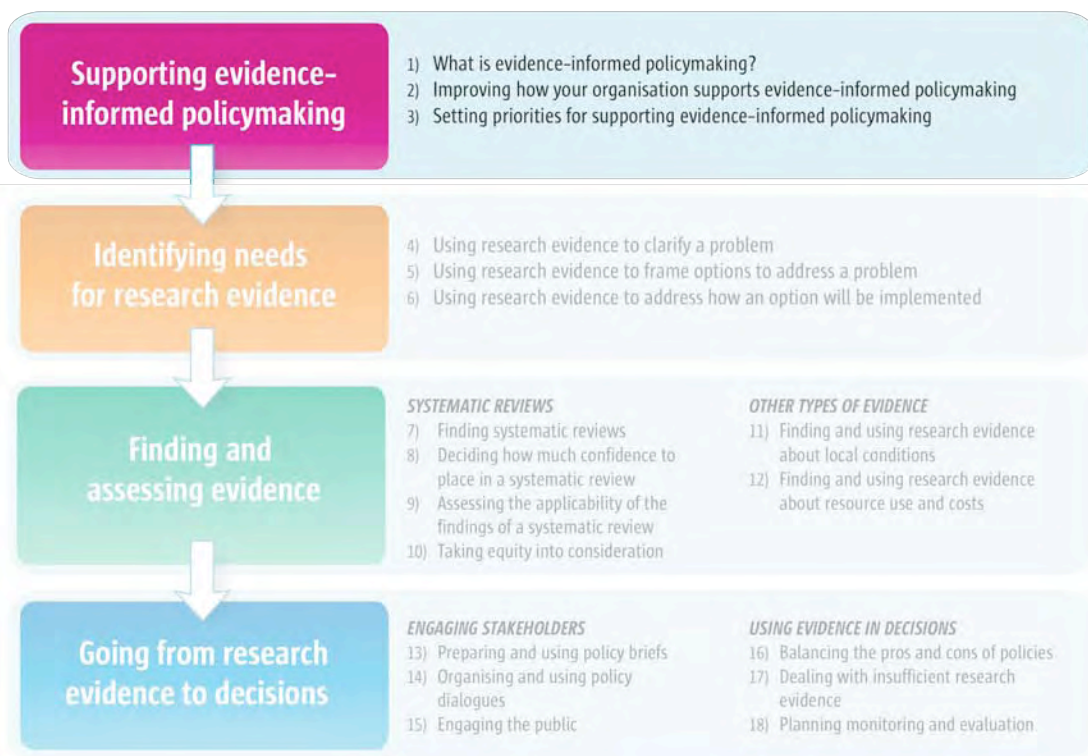 Supporting evidence-
informed policymaking
1) What is evidence-informed policymaking?
2) Improving how your organisation supports evidence-informed policymaking
3) Setting priorities for supporting evidence-informed policymaking
Identifying needs
for research evidence
4) Using research evidence to clarify a problem
5) Using research evidence to frame options to address a problem
6) Using research evidence to address how an option will be implemented
Finding and
assessing evidence
SYSTEMATIC REVIEWS
7) Finding systematic reviews
8) Deciding how much confidence to
place in a systematic review
9) Assessing the applicability of the
findings of a systematic review
10) Taking equity into consideration
OTHER TYPES OF EVIDENCE
11) Finding and using research evidence
about local conditions
12) Finding and using research evidence
about resource use and costs
Going from research
evidence to decisions
ENGAGING STAKEHOLDERS
13) Preparing and using policy briefs
14) Organising and using policy
dialogues
15) Engaging the public
USING EVIDENCE IN DECISIONS
16) Balancing the pros and cons of policies
17) Dealing with insufficient research
evidence
18) Planning monitoring and evaluation